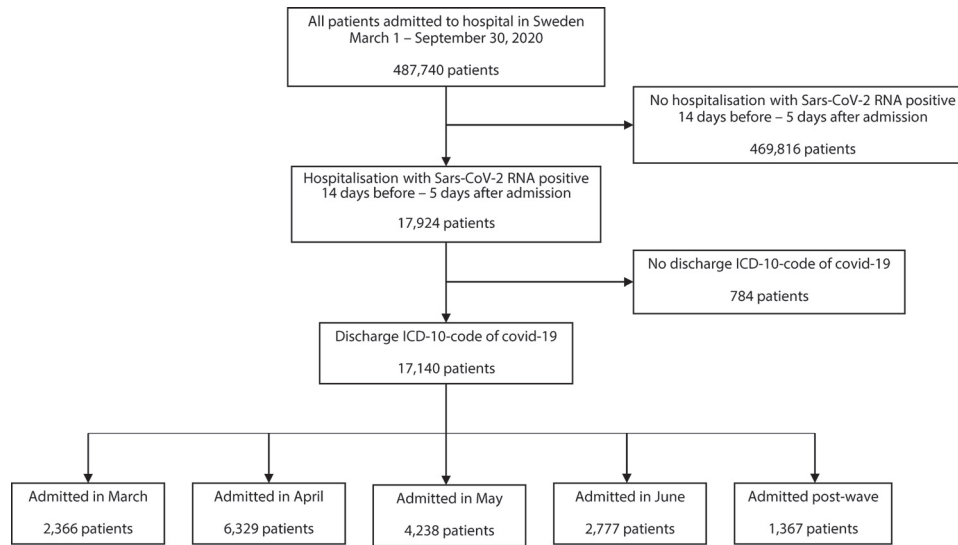 All patients admitted to hospital in Sweden
March 1 – September 30, 2020
487,740 patients
No hospitalisation with Sars-CoV-2 RNA positive
14 days before – 5 days after admission
469,816 patients
Hospitalisation with Sars-CoV-2 RNA positive
14 days before – 5 days after admission
17,924 patients
No discharge ICD-10-code of covid-19
784 patients
Discharge ICD-10-code of covid-19
17,140 patients
Admitted in March
2,366 patients
Admitted in April
6,329 patients
Admitted in May
4,238 patients
Admitted in June
2,777 patients
Admitted post-wave
1,367 patients